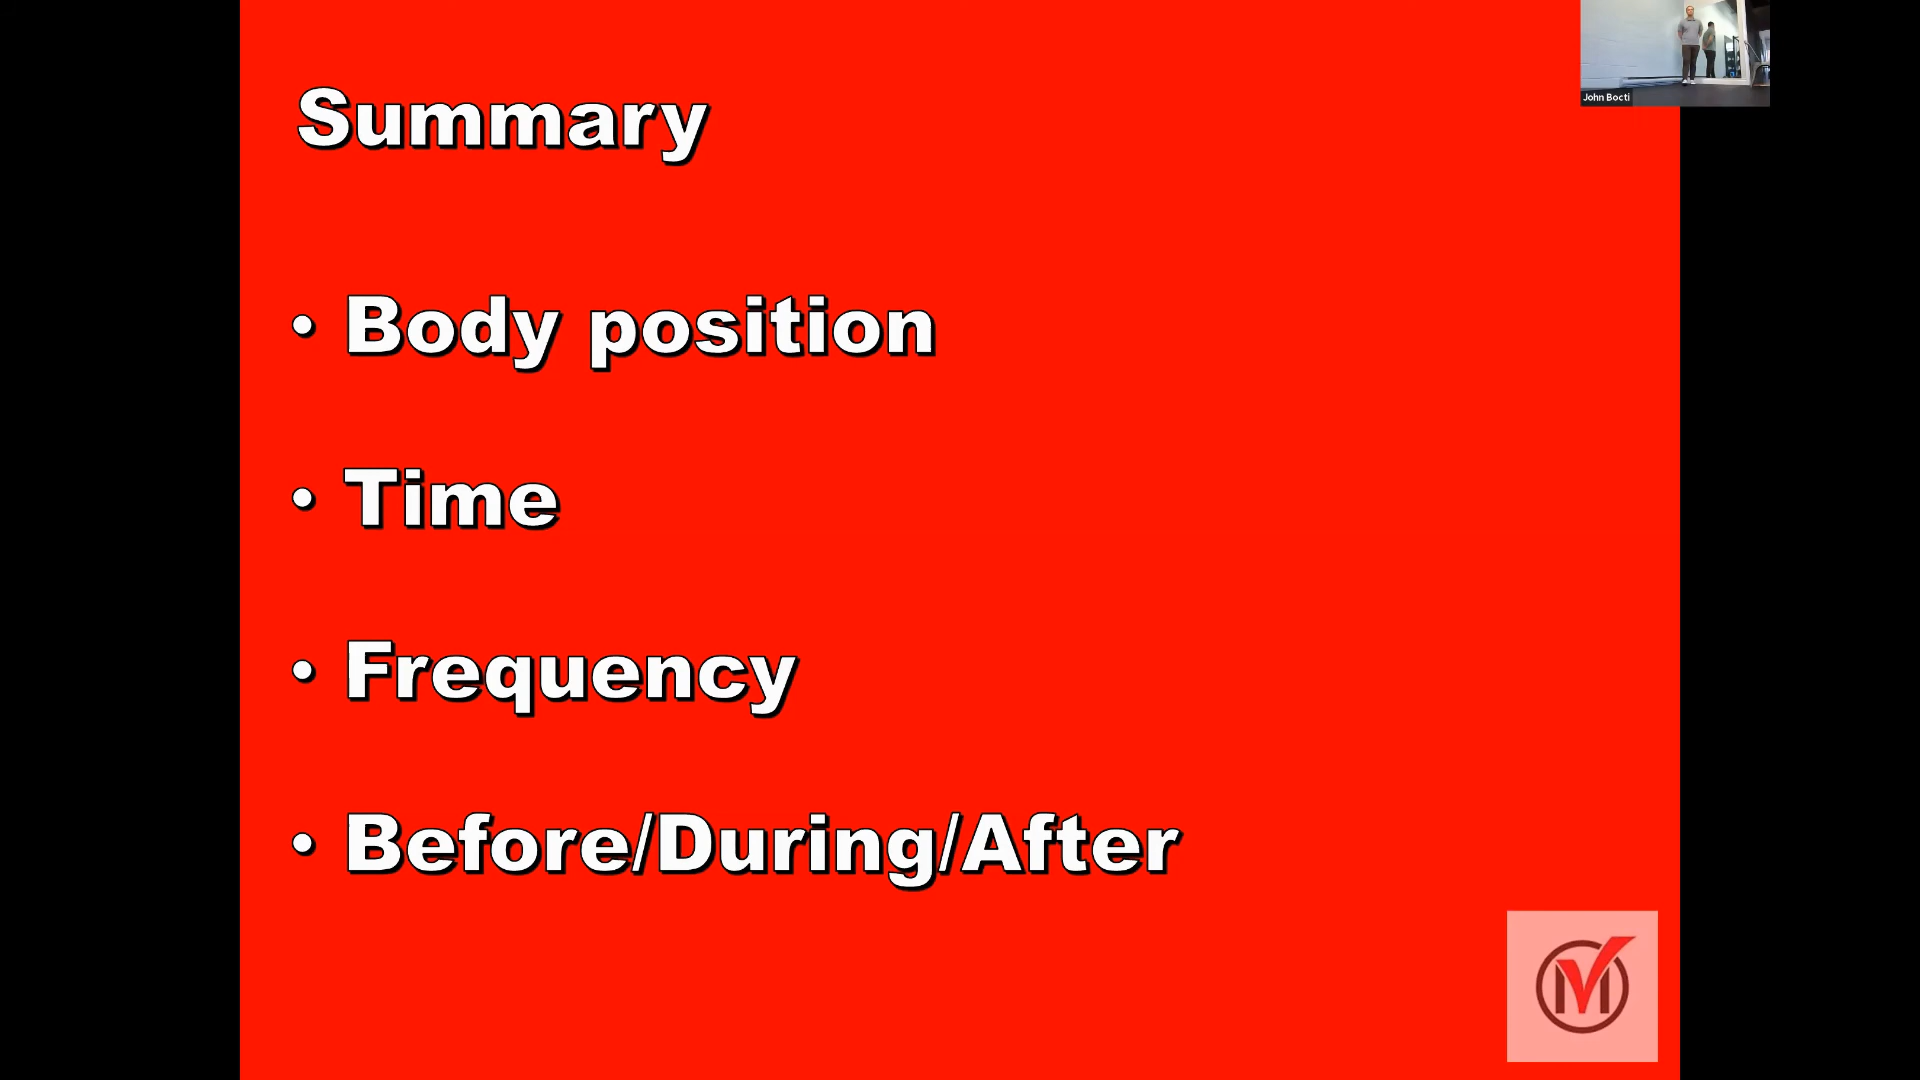 John Bocti
Summary
• Body position
• Time
• Frequency
• Before/During/After
M